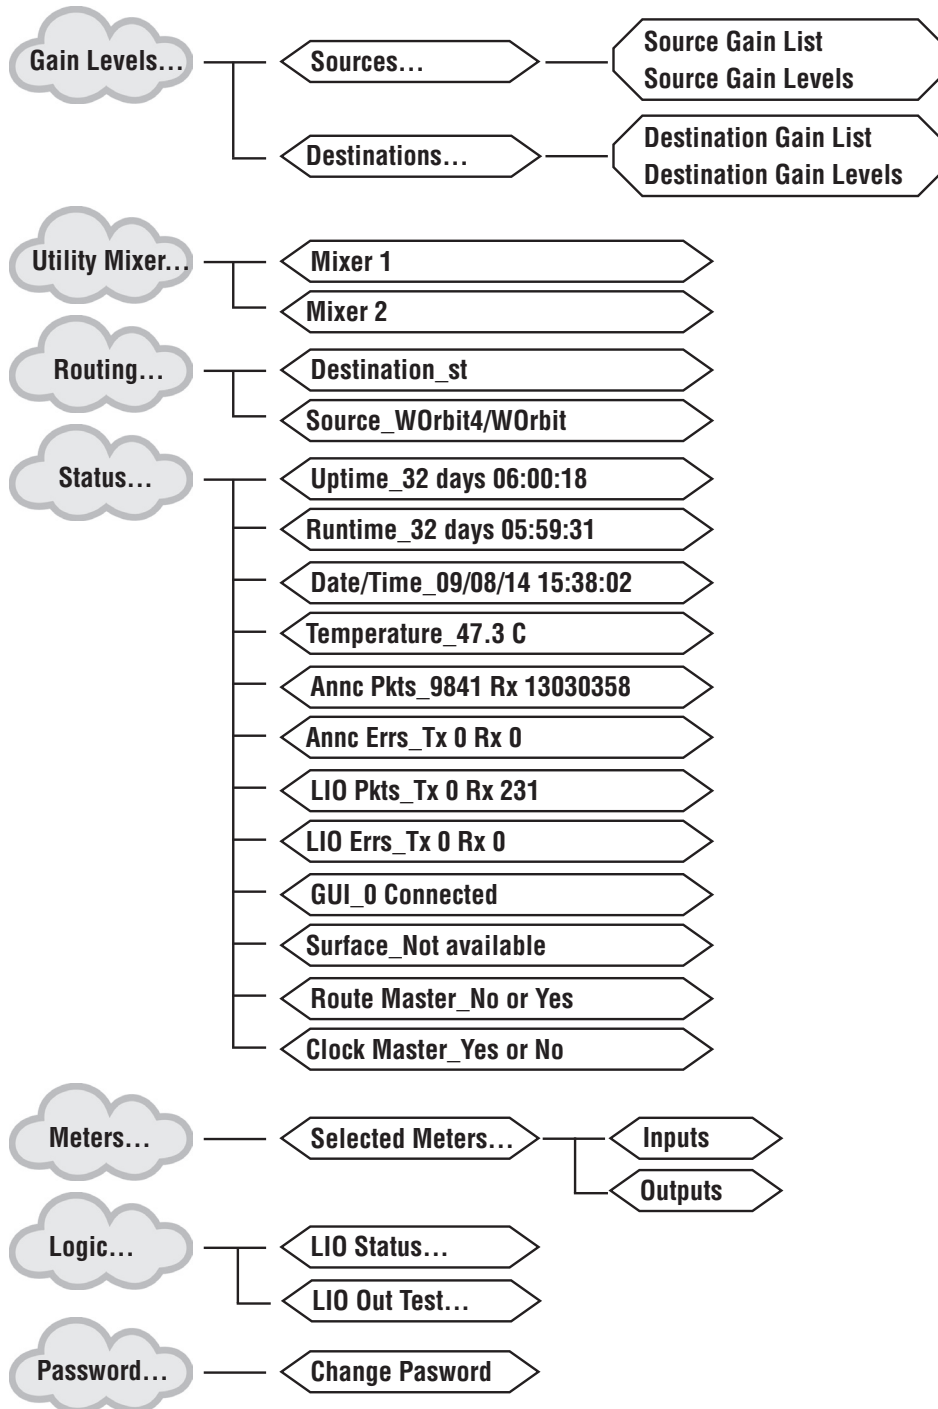 Gain Levels...
Sources...
Source Gain List
Source Gain Levels
Destinations...
Destination Gain List
Destination Gain Levels
Utility Mixer...
Mixer 1
Mixer 2
Routing...
Destination_st
Source_WOrbit4/WOrbit
Status...
Uptime_32 days 06:00:18
Runtime_32 days 05:59:31
Date/Time_09/08/14 15:38:02
Temperature_47.3 C
Annc Pkts_9841 Rx 13030358
Annc Errs_Tx 0 Rx 0
LIO Pkts_Tx 0 Rx 231
LIO Errs_Tx 0 Rx 0
GUI_0 Connected
Surface_Not available
Route Master_No or Yes
Clock Master_Yes or No
Meters...
Selected Meters...
Inputs
Outputs
Logic...
LIO Status...
LIO Out Test...
Password...
Change Pasword